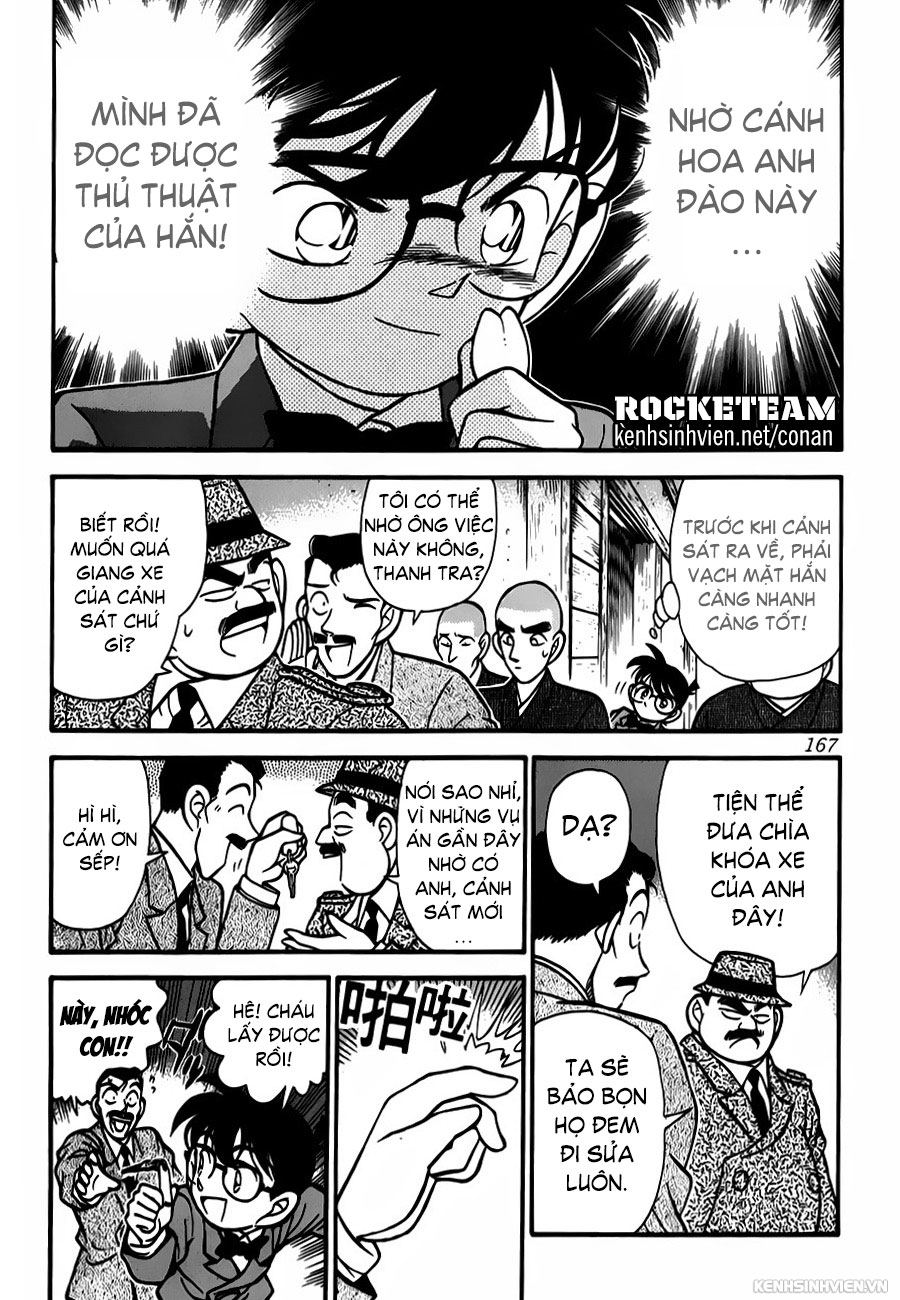 NHỜ CÁNH
HOA ANH
ĐÀO NÀY
...
MÌNH ĐÃ
ĐỌC ĐƯỢC
THỦ THUẬT
CỦA HẮN!
ROCKETEAM
kenhsinhvien.net/conan
TRƯỚC KHI CẢNH
SÁT RA VỀ, PHẢI
VẠCH MẶT HẮN
CÀNG NHANH
CÀNG TỐT!
TÔI CÓ THỂ
NHỜ ÔNG VIỆC
NÀY KHÔNG,
THANH TRA?
BIẾT RỒI!
MUỐN QUÁ
GIANG XE
CỦA CẢNH
SÁT CHỨ
GÌ?
167
TIỆN THỂ
ĐƯA CHÌA
KHÓA XE
CỦA ANH
ĐÂY!
DẠ?
TA SẼ
BẢO BỌN
HỌ ĐEM
ĐI SỬA
LUÔN.
NÓI SAO NHỈ,
VÌ NHỮNG VỤ
ÁN GẦN ĐÂY
NHỜ CÓ
ANH, CẢNH
SÁT MỚI
...
HÌ HÌ,
CẢM ƠN
SẾP!
啪啦
HÊ! CHÁU
LẤY ĐƯỢC
RỒI!
NÀY, NHÓC
CON!!
KENHSINHVIEN.VN